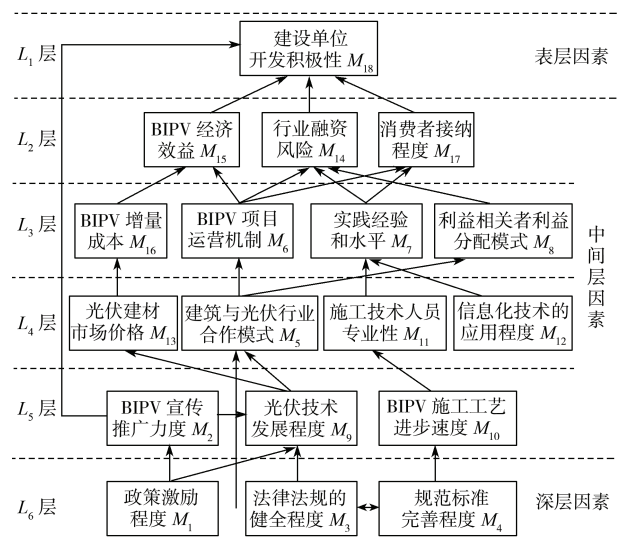 L₁ 层
建设单位
开发积极性 M₁₈
表层因素
L₂ 层
BIPV 经济
效益 M₁₅
行业融资
风险 M₁₄
消费者接纳
程度 M₁₇
L₃ 层
BIPV 增量
成本 M₁₆
BIPV 项目
运营机制 M₆
实践经验
和水平 M₇
利益相关者利益
分配模式 M₈
中间层因素
L₄ 层
光伏建材
市场价格 M₁₃
建筑与光伏行业
合作模式 M₅
施工技术人员
专业性 M₁₁
信息化技术的
应用程度 M₁₂
L₅ 层
BIPV 宣传
推广力度 M₂
光伏技术
发展程度 M₉
BIPV 施工工艺
进步速度 M₁₀
L₆ 层
政策激励
程度 M₁
法律法规的
健全程度 M₃
规范标准
完善程度 M₄
深层因素